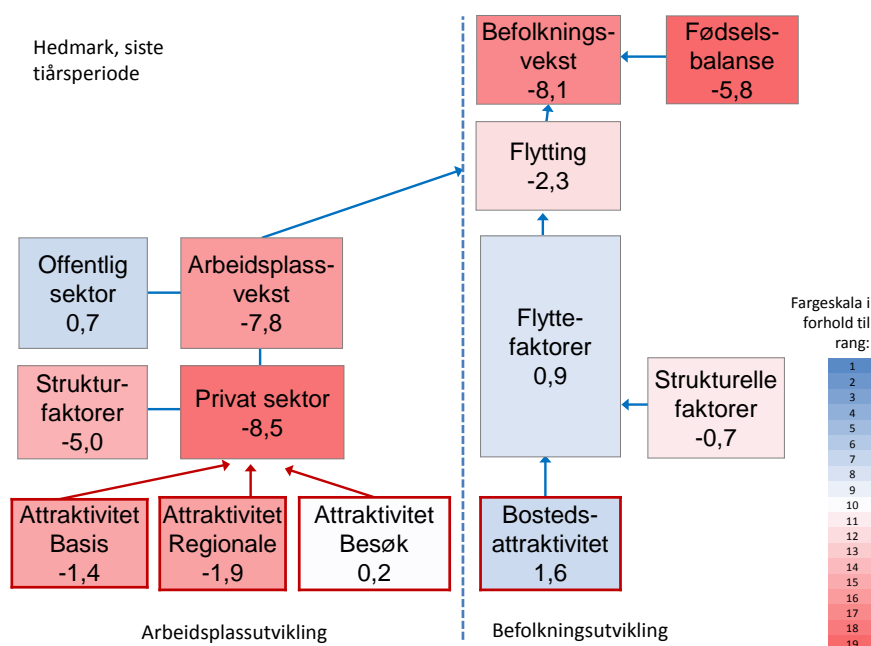 Hedmark, siste
tiårsperiode
Befolknings-
vekst
-8,1
Fødsels-
balanse
-5,8
Flytting
-2,3
Offentlig
sektor
0,7
Arbeidsplass-
vekst
-7,8
Flytte-
faktorer
0,9
Struktur-
faktorer
-5,0
Privat sektor
-8,5
Strukturelle
faktorer
-0,7
Attraktivitet
Basis
-1,4
Attraktivitet
Regionale
-1,9
Attraktivitet
Besøk
0,2
Bosteds-
attraktivitet
1,6
Arbeidsplassutvikling
Befolkningsutvikling
Fargeskala i
forhold til
rang:
1
2
3
4
5
6
7
8
9
10
11
12
13
14
15
16
17
18
19